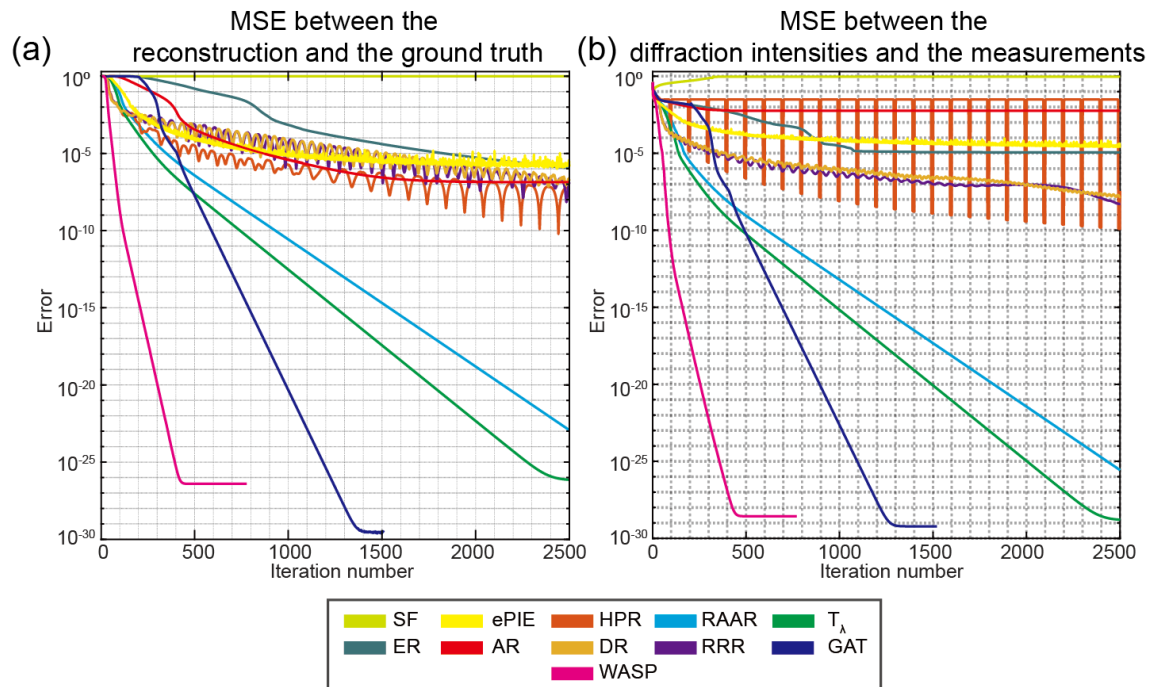 (a)
MSE between the
reconstruction and the ground truth
(b)
MSE between the
diffraction intensities and the measurements
10⁰
10⁻⁵
10⁻¹⁰
10⁻¹⁵
10⁻²⁰
10⁻²⁵
10⁻³⁰
Error
0 500 1000 1500 2000 2500
Iteration number
10⁰
10⁻⁵
10⁻¹⁰
10⁻¹⁵
10⁻²⁰
10⁻²⁵
10⁻³⁰
Error
0 500 1000 1500 2000 2500
Iteration number
SF ePIE HPR RAAR T_λ
ER AR DR RRR GAT
WASP